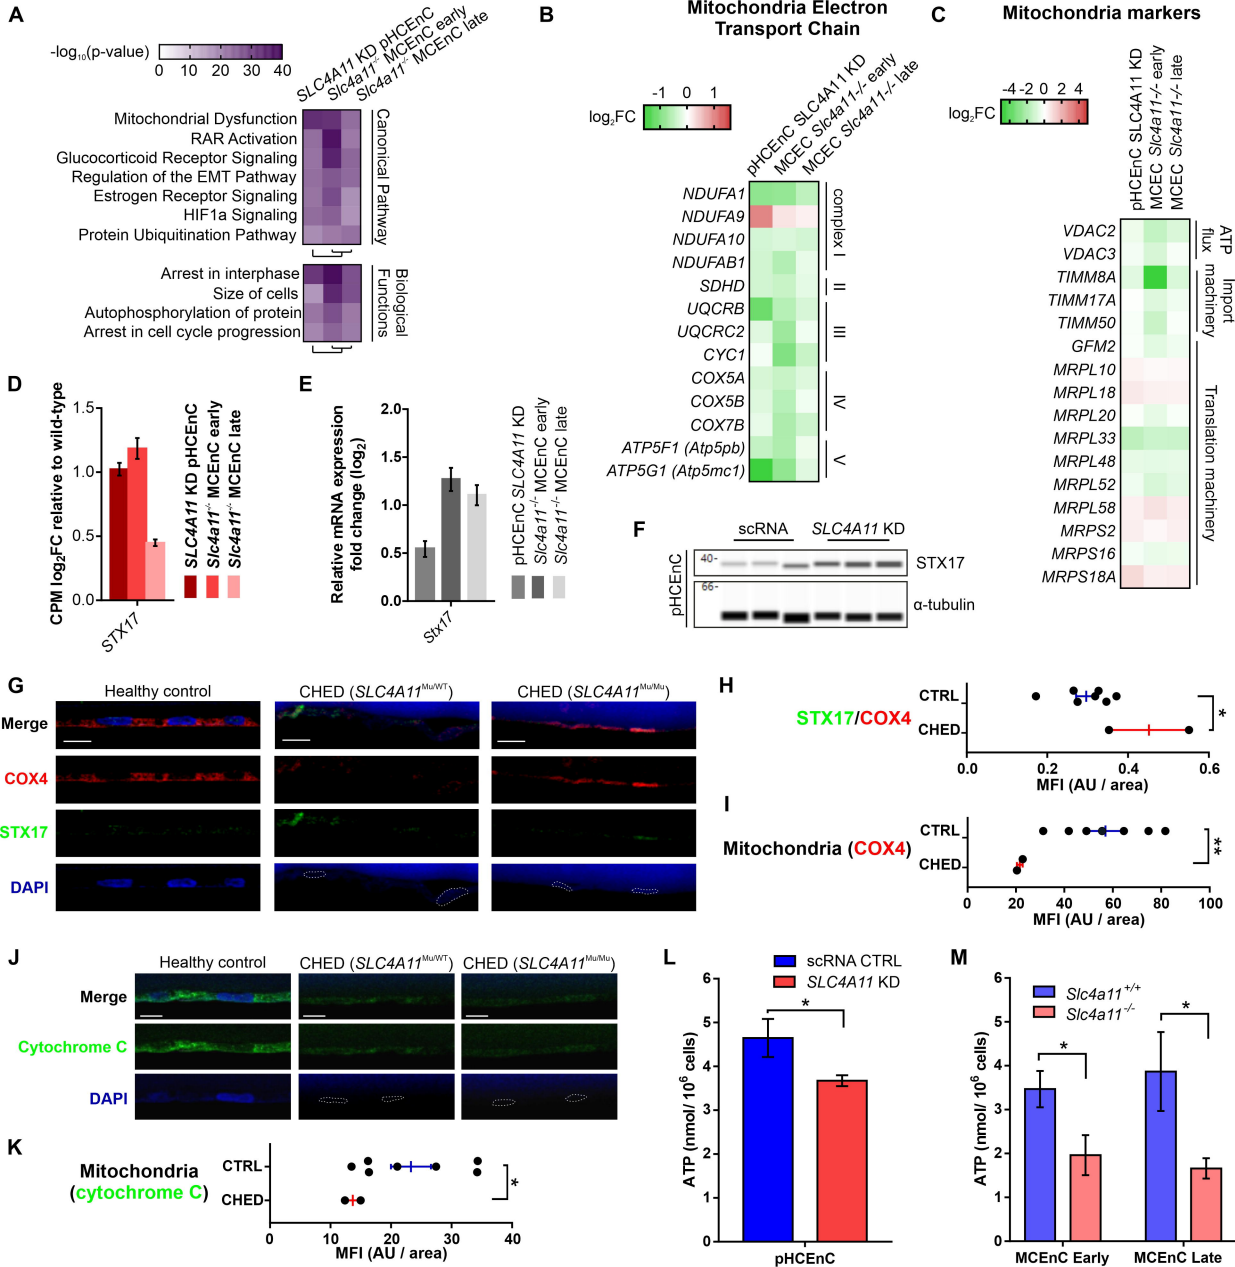 A
-log10(p-value)
0 10 20 30 40
SLC4A11 KD pHCEnC
Slc4a11-/- MCEnC early
Slc4a11-/- MCEnC late
Mitochondrial Dysfunction
RAR Activation
Glucocorticoid Receptor Signaling
Regulation of the EMT Pathway
Estrogen Receptor Signaling
HIF1a Signaling
Protein Ubiquitination Pathway
Canonical Pathway
Arrest in interphase
Size of cells
Autophosphorylation of protein
Arrest in cell cycle progression
Biological
Functions
B
Mitochondria Electron
Transport Chain
-1 0 1
log2FC
pHCEnC SLC4A11 KD
MCEC Slc4a11-/- early
MCEC Slc4a11-/- late
NDUFA1
NDUFA9
NDUFA10
NDUFAB1
SDHD
UQCRB
UQCRC2
CYC1
COX5A
COX5B
COX7B
ATP5F1 (Atp5pb)
ATP5G1 (Atp5mc1)
complex I
II
III
IV
V
C
Mitochondria markers
-4 -2 0 2 4
log2FC
pHCEnC SLC4A11 KD
MCEC Slc4a11-/- early
MCEC Slc4a11-/- late
VDAC2
VDAC3
TIMM8A
TIMM17A
TIMM50
GFM2
MRPL10
MRPL18
MRPL20
MRPL33
MRPL48
MRPL52
MRPL58
MRPS2
MRPS16
MRPS18A
ATP
flux
Import
machinery
Translation machinery
D
CPM log2FC relative to wild-type
1.5
1.0
0.5
0.0
STX17
SLC4A11 KD pHCEnC
Slc4a11-/- MCEnC early
Slc4a11-/- MCEnC late
E
Relative mRNA expression
fold change (log2)
2.0
1.5
1.0
0.5
0.0
Stx17
pHCEnC SLC4A11 KD
Slc4a11-/- MCEnC early
Slc4a11-/- MCEnC late
F
scRNA SLC4A11 KD
pHCEnC
40-
STX17
66-
α-tubulin
G
Healthy control
CHED (SLC4A11Mu/WT)
CHED (SLC4A11Mu/Mu)
Merge
COX4
STX17
DAPI
H
STX17/COX4
CTRL
CHED
*
0.0 0.2 0.4 0.6
MFI (AU / area)
I
Mitochondria (COX4)
CTRL
CHED
**
0 20 40 60 80 100
MFI (AU / area)
J
Healthy control
CHED (SLC4A11Mu/WT)
CHED (SLC4A11Mu/Mu)
Merge
Cytochrome C
DAPI
K
Mitochondria
(cytochrome C)
CTRL
CHED
*
0 10 20 30 40
MFI (AU / area)
L
scRNA CTRL
SLC4A11 KD
ATP (nmol/ 106 cells)
6
5
4
3
2
1
0
*
pHCEnC
M
Slc4a11+/+
Slc4a11-/-
ATP (nmol/ 106 cells)
6
5
4
3
2
1
0
*
*
MCEnC Early MCEnC Late